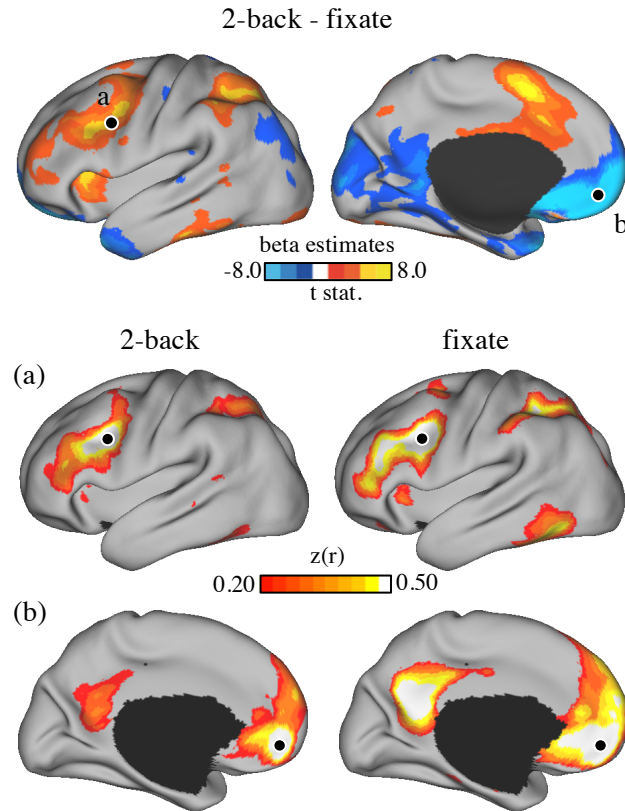 2-back - fixate
a
b
beta estimates
-8.0 8.0
t stat.
2-back fixate
(a)
z(r)
0.20 0.50
(b)